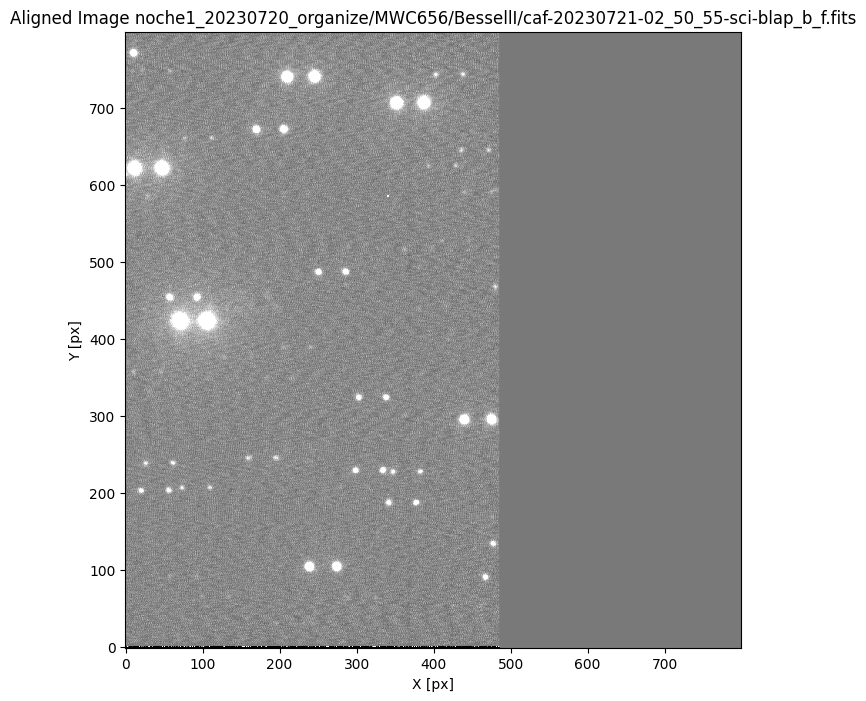 Aligned Image noche1_20230720_organize/MWC656/BessellI/caf-20230721-02_50_55-sci-blap_b_f.fits
700
600
500
400
300
200
100
0
Y [px]
0 100 200 300 400 500 600 700
X [px]